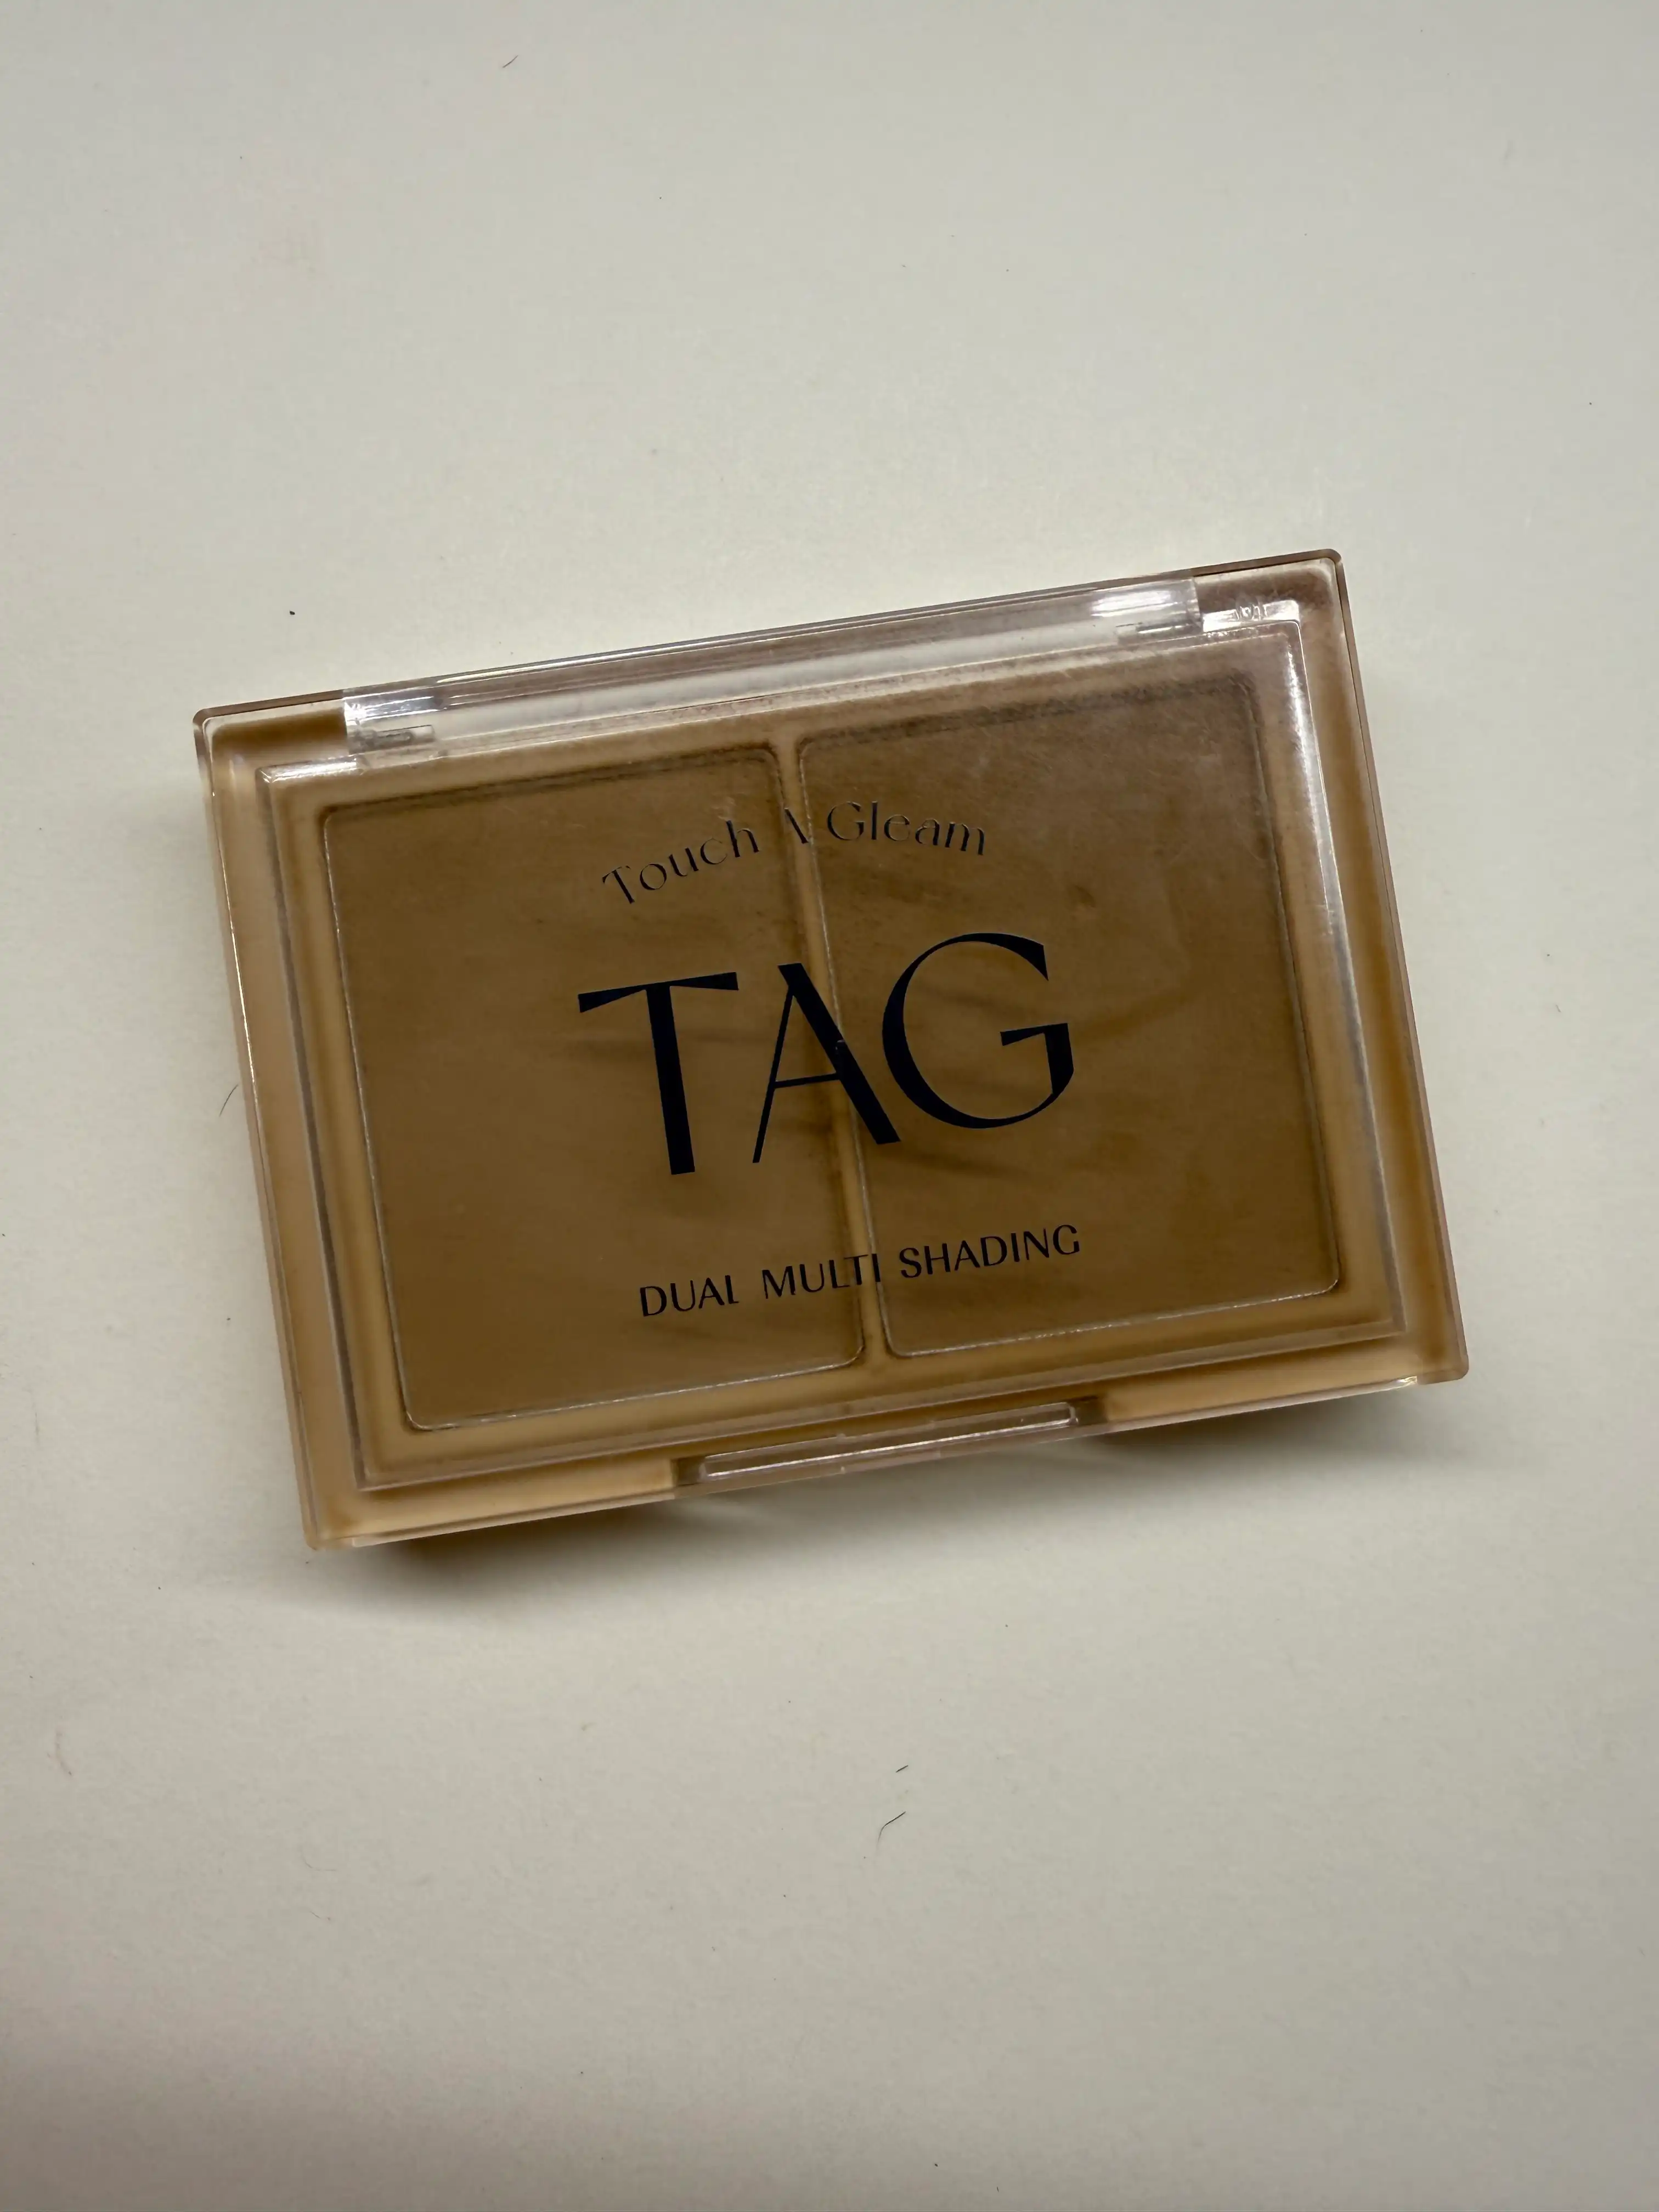 Touch A Gleam
TAG
DUAL MULTI SHADING